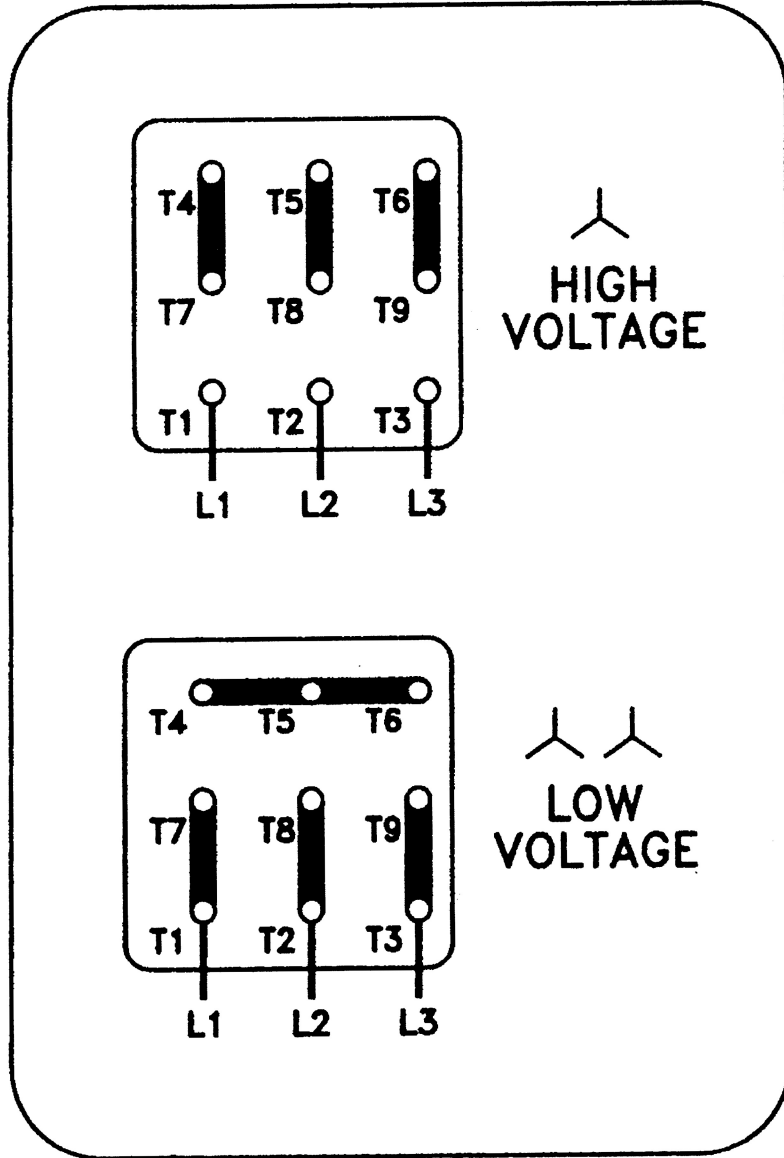 T4 T5 T6
T7 T8 T9
HIGH
VOLTAGE
T1 T2 T3
L1 L2 L3
T4 T5 T6
T7 T8 T9
LOW
VOLTAGE
T1 T2 T3
L1 L2 L3